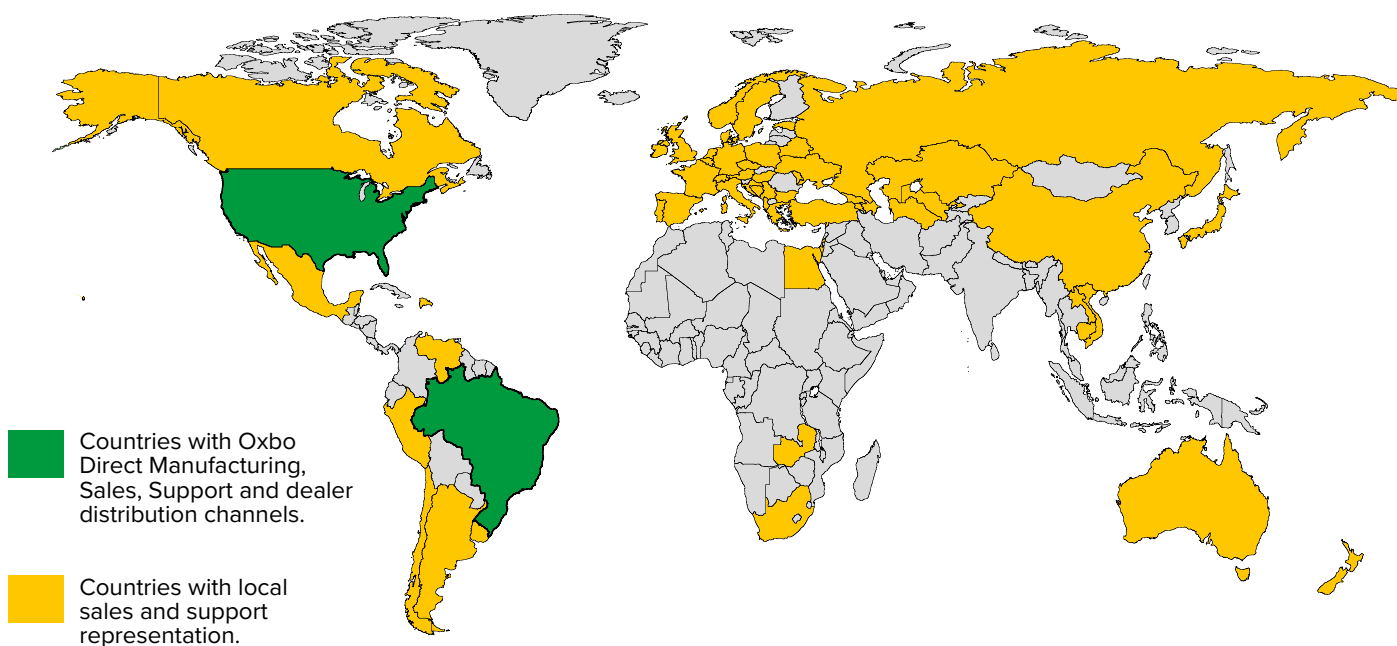 Countries with Oxbo
Direct Manufacturing,
Sales, Support and dealer
distribution channels.
Countries with local
sales and support
representation.